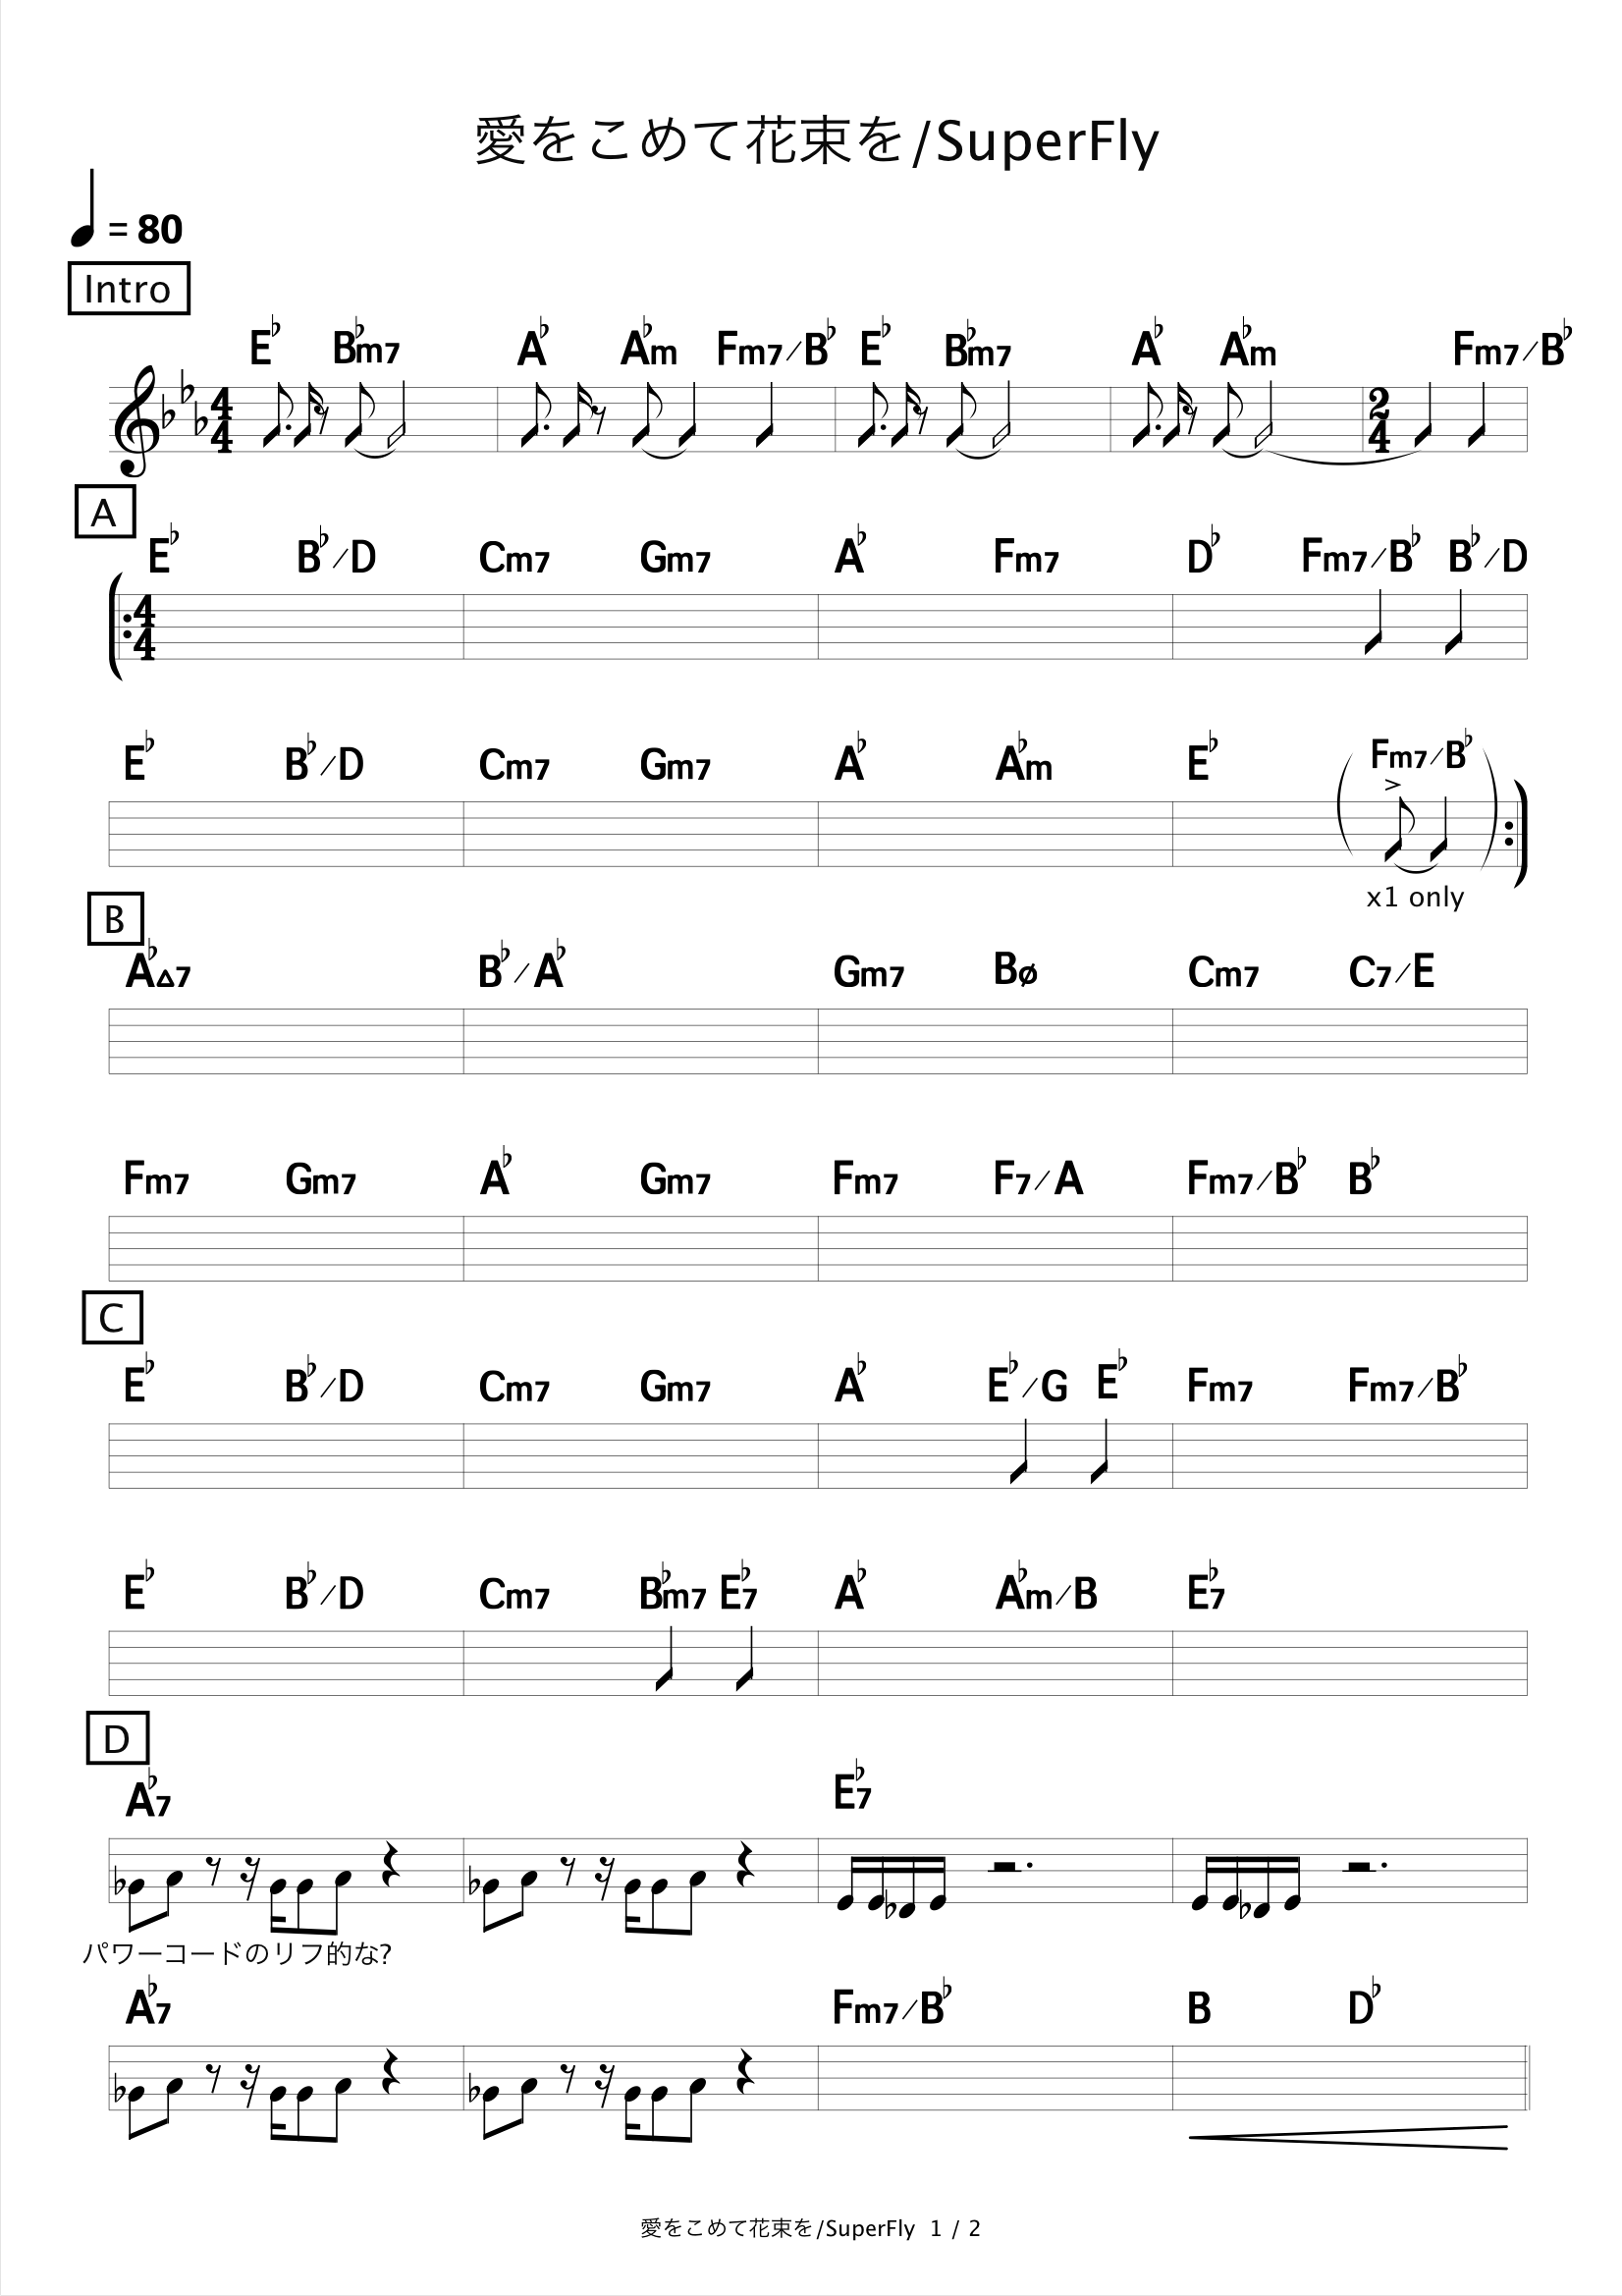 愛をこめて花束を/SuperFly
= 80
Intro
E♭ B♭m7 A♭ A♭m Fm7/B♭ E♭ B♭m7 A♭ A♭m Fm7/B♭
4/4 2/4
A
E♭ B♭/D Cm7 Gm7 A♭ Fm7 D♭ Fm7/B♭ B♭/D
4/4
E♭ B♭/D Cm7 Gm7 A♭ A♭m E♭ (Fm7/B♭)
x1 only
B
A♭△7 B♭/A♭ Gm7 Bø Cm7 C7/E
Fm7 Gm7 A♭ Gm7 Fm7 F7/A Fm7/B♭ B♭
C
E♭ B♭/D Cm7 Gm7 A♭ E♭/G E♭ Fm7 Fm7/B♭
E♭ B♭/D Cm7 B♭m7 E♭7 A♭ A♭m/B E♭7
D
A♭7 E♭7
パワーコードのリフ的な?
A♭7 Fm7/B♭ B D♭
愛をこめて花束を/SuperFly 1 / 2